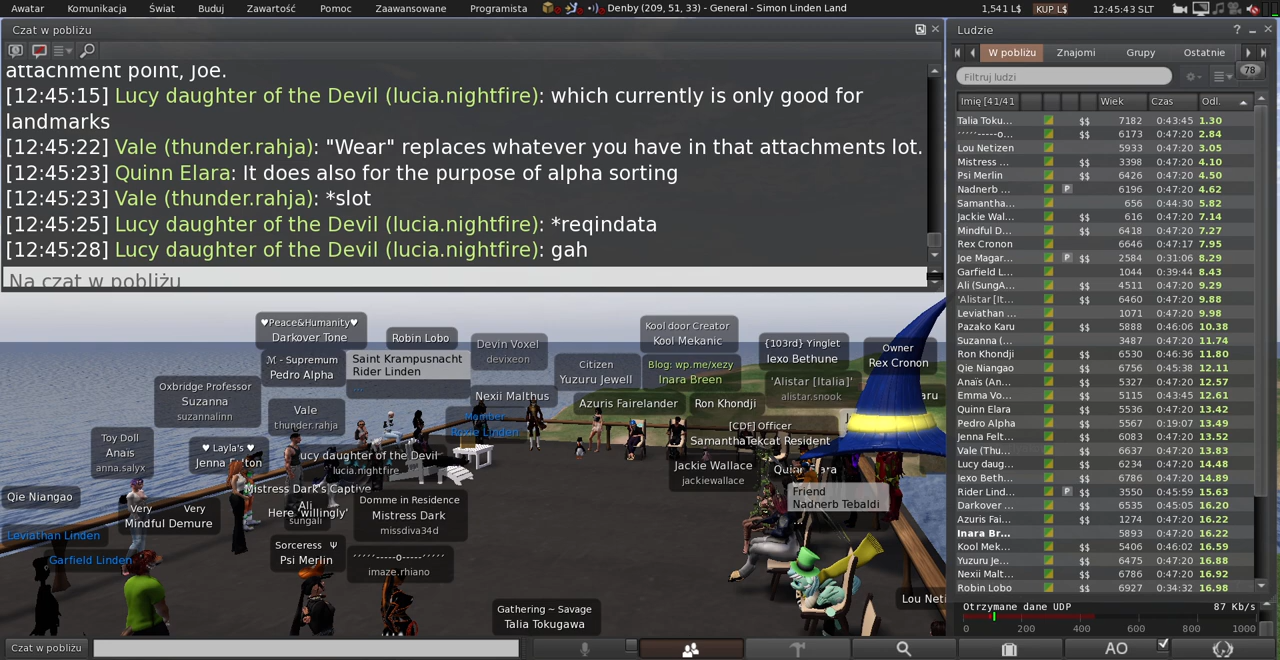 Awatar Komunikacja Świat Buduj Zawartość Pomoc Zaawansowane Programista Denby (209, 51, 33) - General - Simon Linden Land 1,541 L$ KUP L$ 12:45:43 SLT
Czat w pobliżu
attachment point, Joe.
[12:45:15] Lucy daughter of the Devil (lucia.nightfire): which currently is only good for
landmarks
[12:45:22] Vale (thunder.rahja): "Wear" replaces whatever you have in that attachments lot.
[12:45:23] Quinn Elara: It does also for the purpose of alpha sorting
[12:45:23] Vale (thunder.rahja): *slot
[12:45:25] Lucy daughter of the Devil (lucia.nightfire): *reqindata
[12:45:28] Lucy daughter of the Devil (lucia.nightfire): gah
Na czat w pobliżu
♥Peace&Humanity♥
Darkover Tone
Robin Lobo
Devin Voxel
devixeon
Kool door Creator
Kool Mekanic
{103rd} Yinglet
Iexo Bethune
Owner
Rex Cronon
ℳ - Supremum
Pedro Alpha
Saint Krampusnacht
Rider Linden
Citizen
Yuzuru Jewell
Blog: wp.me/xezy
Inara Breen
'Alistar [Italia]'
alistar.snook
Oxbridge Professor
Suzanna
suzannalinn
Vale
thunder.rahja
Nexii Malthus
Azuris Fairelander
Ron Khondji
aru
Member
Roxie Linden
[CDF] Officer
SamanthaTekcat Resident
Toy Doll
Anais
anna.salyx
♥ Layla's ♥
Jenna
ucy daughter of the Devil
lucia.nightfire
Jackie Wallace
jackiewallace
Friend
Nadnerb Tebaldi
Qie Niangao
Mistress Dark's Captive
Ali
Here 'willingly'
sungali
Domme in Residence
Mistress Dark
missdiva34d
Very Very
Mindful Demure
Leviathan Linden
Garfield Linden
Sorceress Ψ
Psi Merlin
´´´´´-----o-----´´´´´
imaze.rhiano
Gathering ~ Savage
Talia Tokugawa
Lou Neti
Czat w pobliżu
Ludzie
W pobliżu Znajomi Grupy Ostatnie
Filtruj ludzi 78
Imię [41/41 Wiek Czas Odl.
Talia Toku... $$ 7182 0:43:45 1.30
´´´´´-----o... $$ 6173 0:47:20 2.84
Lou Netizen 5933 0:47:20 3.05
Mistress ... $$ 3398 0:47:20 4.10
Psi Merlin $$ 6426 0:47:20 4.50
Nadnerb ... P 6196 0:47:20 4.62
Samantha... 656 0:44:30 5.82
Jackie Wal... $$ 616 0:47:20 7.14
Mindful D... $$ 6418 0:47:20 7.27
Rex Cronon 6646 0:47:17 7.95
Joe Magar... P $$ 2584 0:31:06 8.29
Garfield L... 1044 0:39:44 8.43
Ali (SungA... $$ 4511 0:47:20 9.29
'Alistar [It... $$ 6460 0:47:20 9.88
Leviathan ... 1071 0:47:20 9.98
Pazako Karu $$ 5888 0:46:06 10.38
Suzanna (... 3487 0:47:20 11.74
Ron Khondji $$ 6530 0:46:36 11.80
Qie Niangao $$ 6756 0:45:38 12.11
Anaïs (An... $$ 5327 0:47:20 12.57
Emma Vo... $$ 5115 0:43:45 12.61
Quinn Elara $$ 5536 0:47:20 13.42
Pedro Alpha $$ 5567 0:19:07 13.49
Jenna Felt... $$ 6083 0:47:20 13.52
Vale (Thu... $$ 6637 0:47:20 13.83
Lucy daug... $$ 6234 0:47:20 14.48
Iexo Beth... $$ 6786 0:47:20 14.89
Rider Lind... P $$ 3550 0:45:59 15.63
Darkover ... $$ 6535 0:45:05 16.20
Azuris Fai... $$ 1274 0:47:20 16.22
Inara Br... 5893 0:47:20 16.22
Kool Mek... $$ 5406 0:46:02 16.59
Yuzuru Je... $$ 6475 0:47:20 16.88
Nexii Malt... $$ 6786 0:47:20 16.92
Robin Lobo $$ 6927 0:34:32 16.98
Otrzymane dane UDP 87 Kb/s
0 200 400 600 800 1000
AO